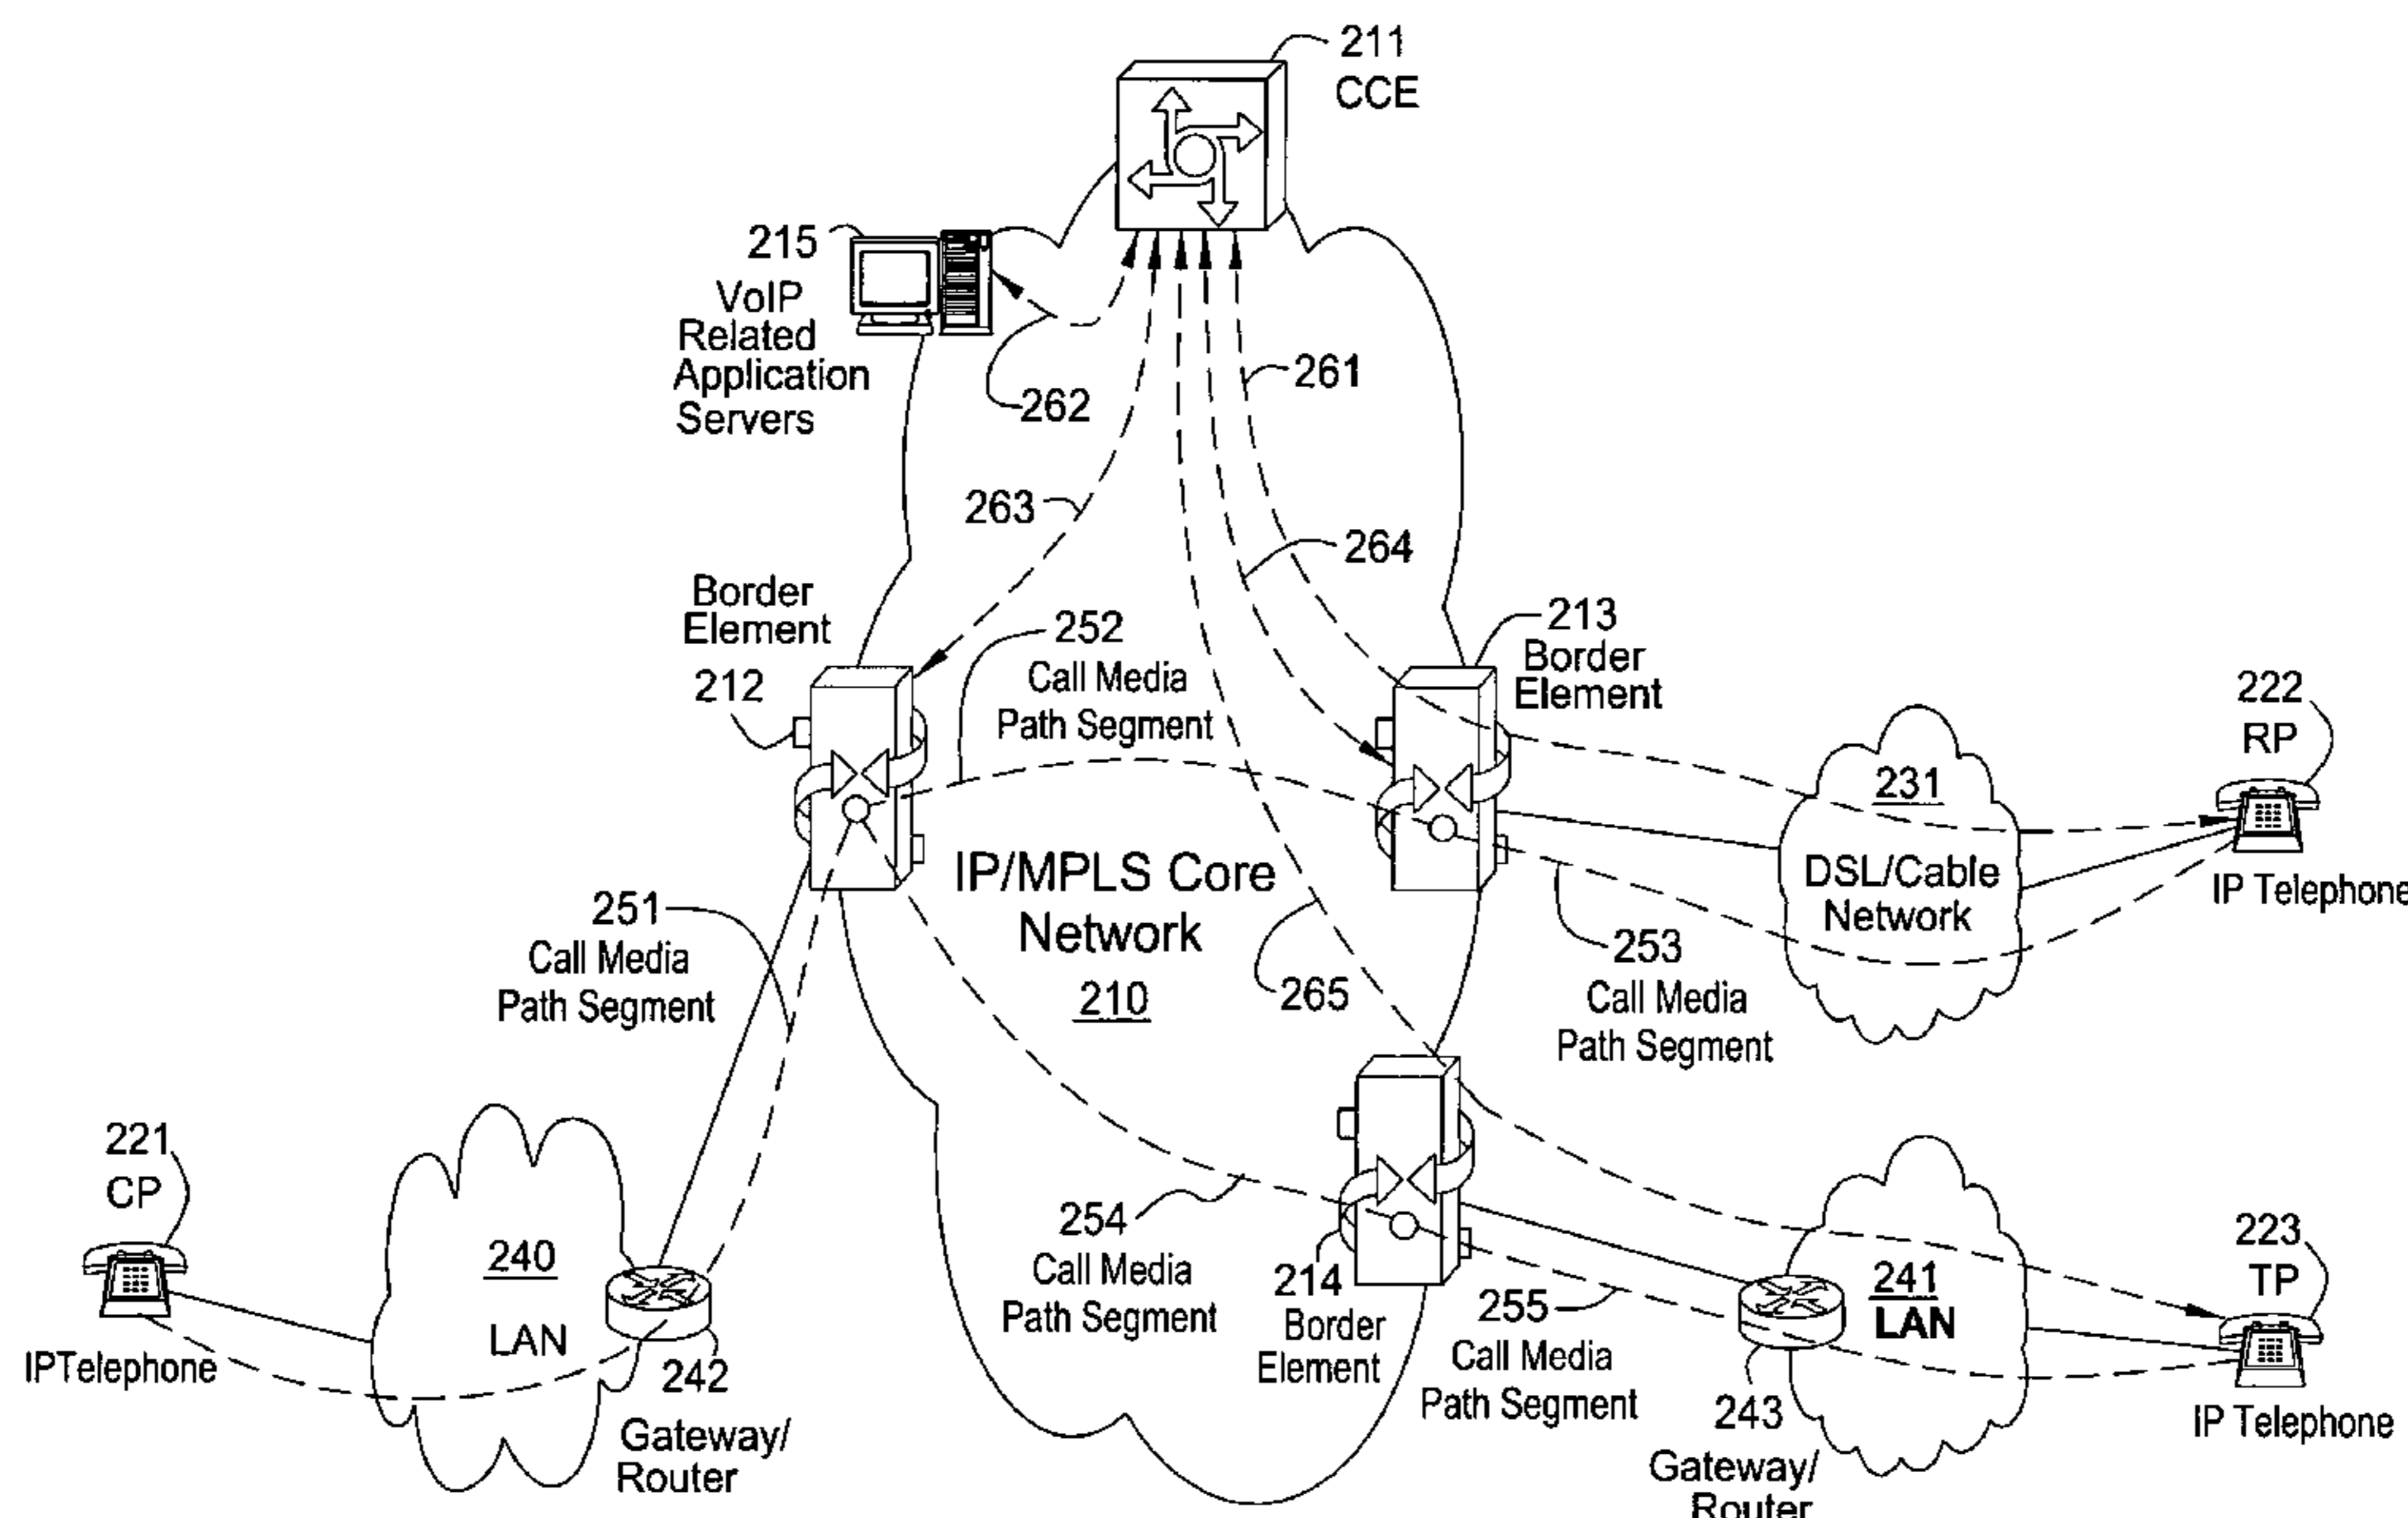 211
CCE
215
VoIP
Related
Application
Servers
262
261
263
264
Border
Element
212
252
Call Media
Path Segment
213
Border
Element
222
RP
IP Telephone
231
DSL/Cable
Network
IP/MPLS Core
Network
210
251
Call Media
Path Segment
265
253
Call Media
Path Segment
221
CP
IPTelephone
240
LAN
242
Gateway/
Router
254
Call Media
Path Segment
214
Border
Element
255
Call Media
Path Segment
243
Gateway/
Router
241
LAN
223
TP
IP Telephone